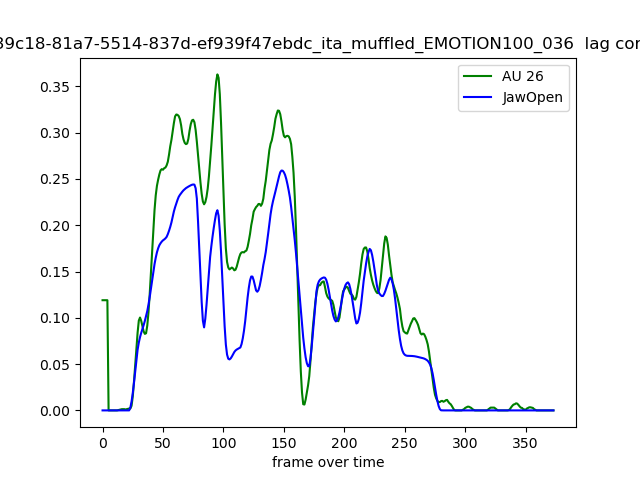 39c18-81a7-5514-837d-ef939f47ebdc_ita_muffled_EMOTION100_036 lag cor
AU 26
JawOpen
0.35
0.30
0.25
0.20
0.15
0.10
0.05
0.00
0 50 100 150 200 250 300 350
frame over time